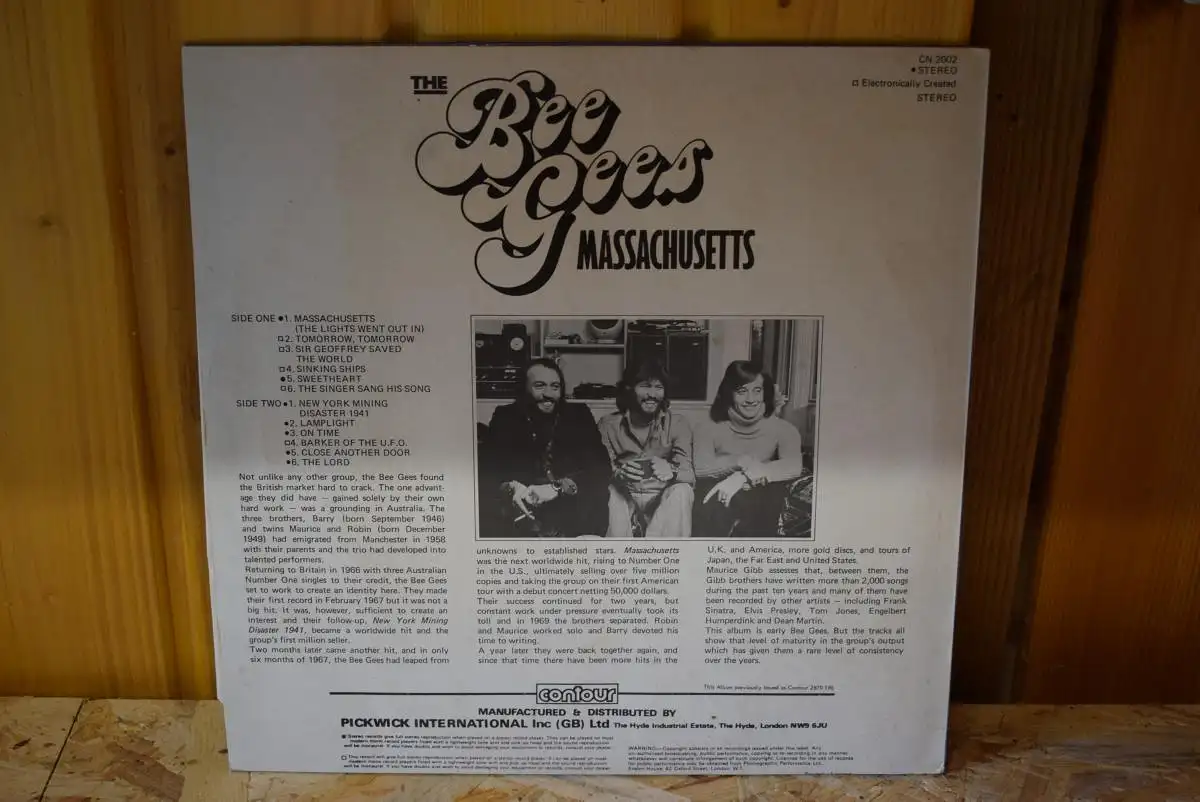 THE
Bee
Gees
MASSACHUSETTS
CN 2002
● STEREO
□ Electronically Created
STEREO
SIDE ONE ●1. MASSACHUSETTS
(THE LIGHTS WENT OUT IN)
□2. TOMORROW, TOMORROW
□3. SIR GEOFFREY SAVED
THE WORLD
□4. SINKING SHIPS
●5. SWEETHEART
□6. THE SINGER SANG HIS SONG
SIDE TWO ●1. NEW YORK MINING
DISASTER 1941
●2. LAMPLIGHT
●3. ON TIME
□4. BARKER OF THE U.F.O.
●5. CLOSE ANOTHER DOOR
●6. THE LORD
Not unlike any other group, the Bee Gees found
the British market hard to crack. The one advant-
age they did have — gained solely by their own
hard work — was a grounding in Australia. The
three brothers, Barry (born September 1946)
and twins Maurice and Robin (born December
1949) had emigrated from Manchester in 1958
with their parents and the trio had developed into
talented performers.
Returning to Britain in 1966 with three Australian
Number One singles to their credit, the Bee Gees
set to work to create an identity here. They made
their first record in February 1967 but it was not a
big hit. It was, however, sufficient to create an
interest and their follow-up, New York Mining
Disaster 1941, became a worldwide hit and the
group's first million seller.
Two months later came another hit, and in only
six months of 1967, the Bee Gees had leaped from
unknowns to established stars. Massachusetts
was the next worldwide hit, rising to Number One
in the U.S., ultimately selling over five million
copies and taking the group on their first American
tour with a debut concert netting 50,000 dollars.
Their success continued for two years, but
constant work under pressure eventually took its
toll and in 1969 the brothers separated. Robin
and Maurice worked solo and Barry devoted his
time to writing.
A year later they were back together again, and
since that time there have been more hits in the
U.K. and America, more gold discs, and tours of
Japan, the Far East and United States.
Maurice Gibb assesses that, between them, the
Gibb brothers have written more than 2,000 songs
during the past ten years and many of them have
been recorded by other artists — including Frank
Sinatra, Elvis Presley, Tom Jones, Engelbert
Humperdink and Dean Martin.
This album is early Bee Gees. But the tracks all
show that level of maturity in the group's output
which has given them a rare level of consistency
over the years.
This Album previously issued as Contour 2870
contour
MANUFACTURED & DISTRIBUTED BY
PICKWICK INTERNATIONAL Inc (GB) Ltd The Hyde Industrial Estate, The Hyde, London NW9 6JU